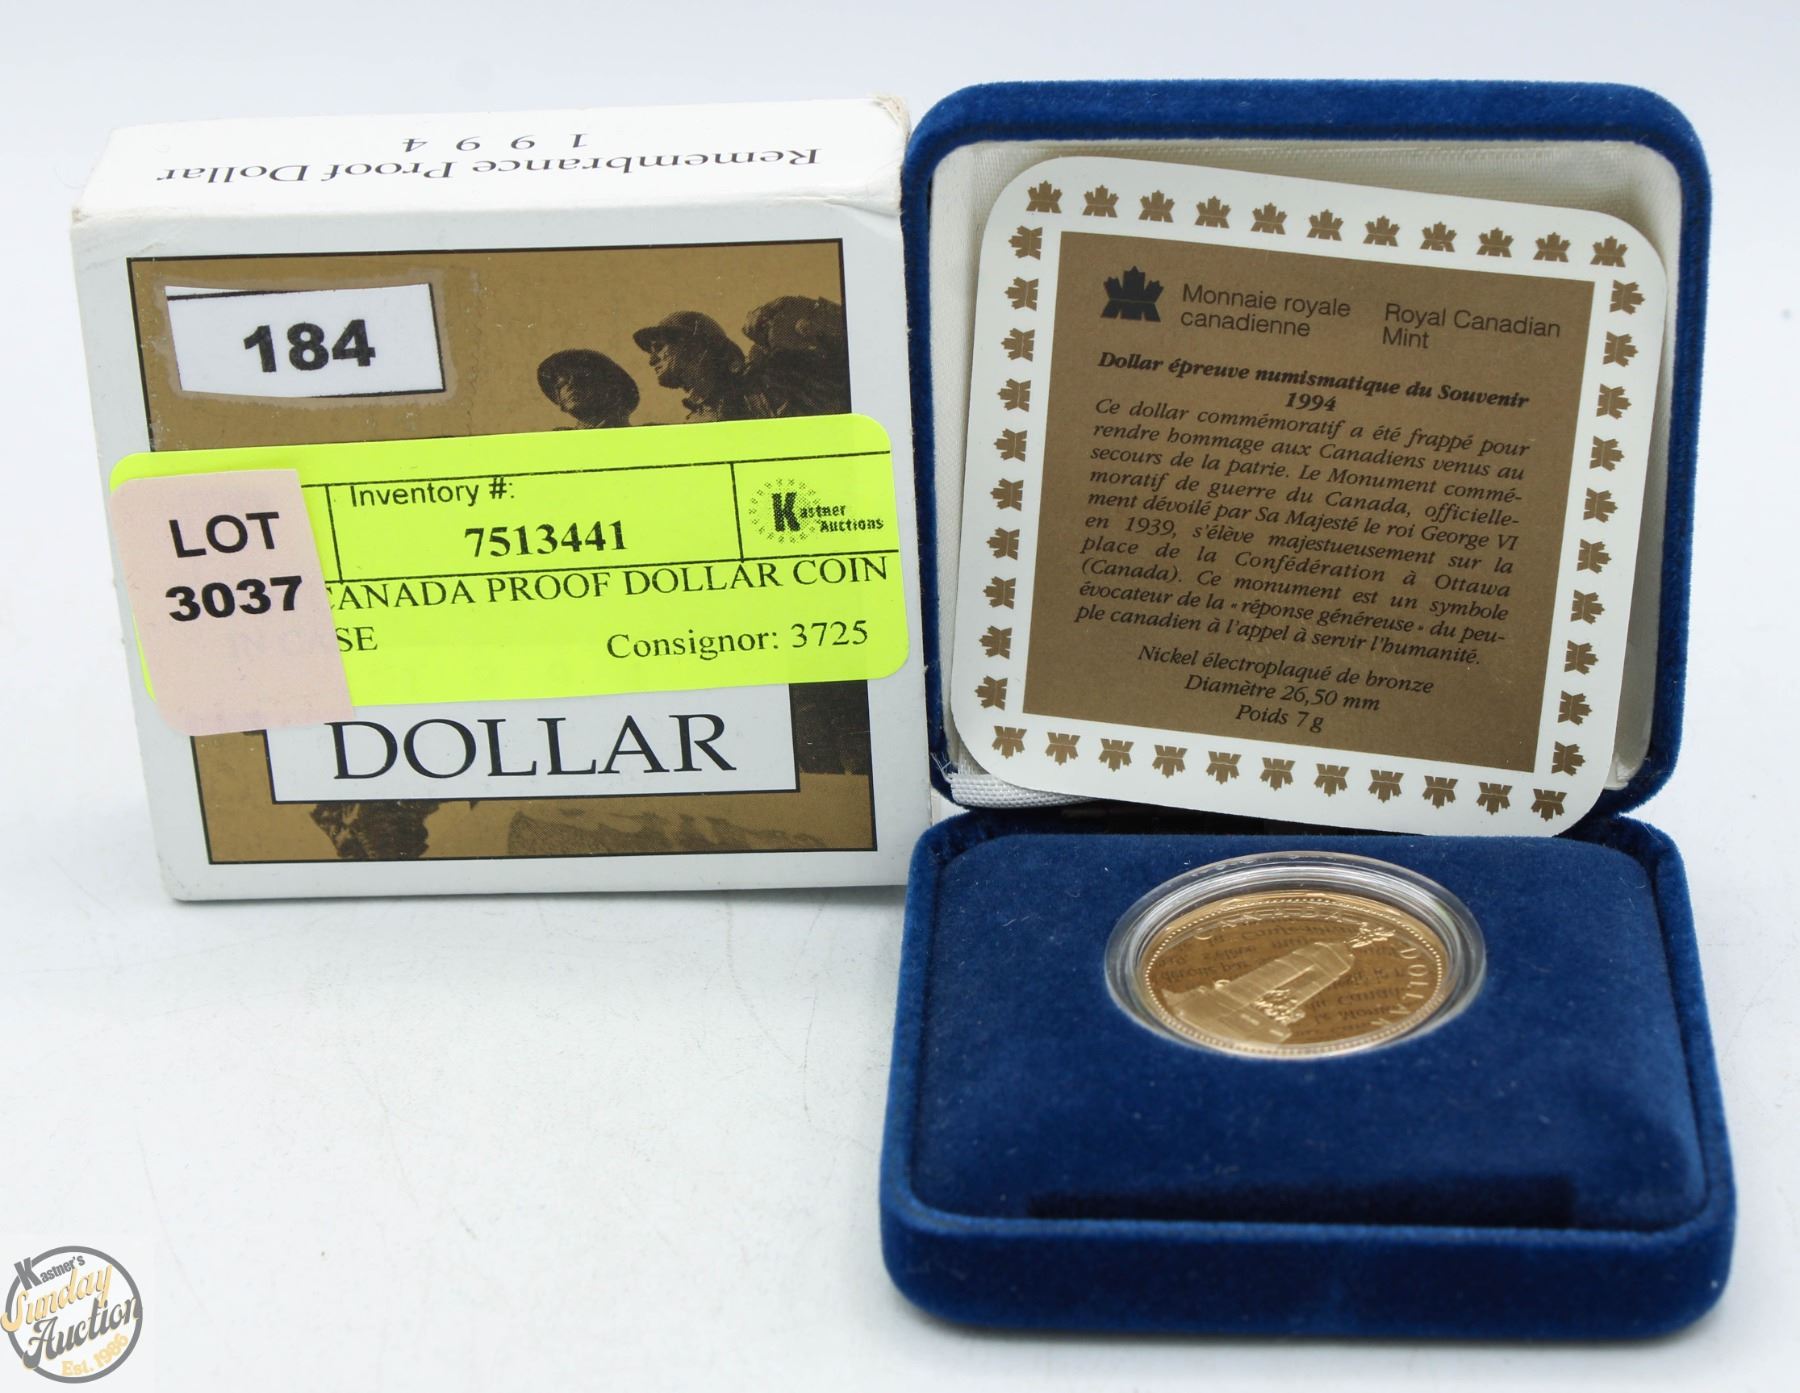 Remembrance Proof Dollar
1994
184
Inventory #:
7513441
Kastner
Auctions
LOT
3037
CANADA PROOF DOLLAR COIN
SE
Consignor: 3725
DOLLAR
Monnaie royale
canadienne
Royal Canadian
Mint
Dollar épreuve numismatique du Souvenir
1994
Ce dollar commémoratif a été frappé pour
rendre hommage aux Canadiens venus au
secours de la patrie. Le Monument commé-
moratif de guerre du Canada, officielle-
ment dévoilé par Sa Majesté le roi George VI
en 1939, s'élève majestueusement sur la
place de la Confédération à Ottawa
(Canada). Ce monument est un symbole
évocateur de la «réponse généreuse» du peu-
ple canadien à l'appel à servir l'humanité.
Nickel électroplaqué de bronze
Diamètre 26,50 mm
Poids 7 g
CANADA DOLLAR
Kastner's
Sunday
Auction
Est. 1986